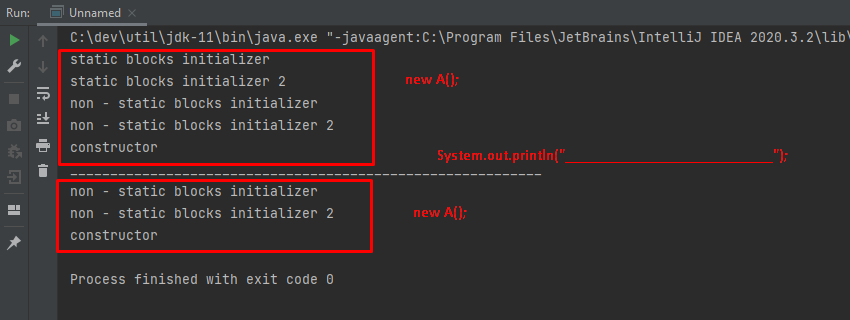 Run: Unnamed
C:\dev\util\jdk-11\bin\java.exe "-javaagent:C:\Program Files\JetBrains\IntelliJ IDEA 2020.3.2\lib\
static blocks initializer
static blocks initializer 2 new A();
non - static blocks initializer
non - static blocks initializer 2
constructor
System.out.println("______________________________");
___________________________________________________________
non - static blocks initializer
non - static blocks initializer 2 new A();
constructor
Process finished with exit code 0